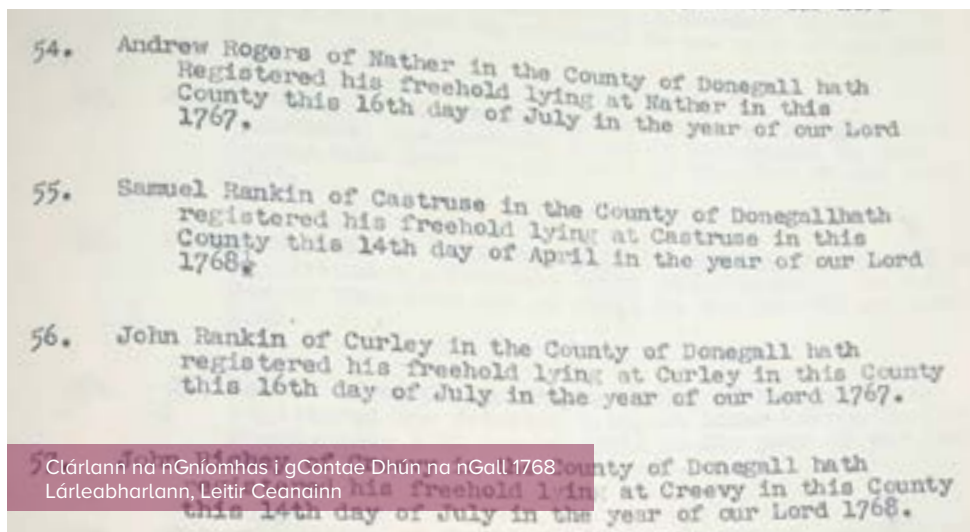 54. Andrew Rogers of Nather in the County of Donegall hath
Registered his freehold lying at Nather in this
County this 16th day of July in the year of our Lord
1767.
55. Samuel Rankin of Castruse in the County of Donegallhath
registered his freehold lying at Castruse in this
County this 14th day of April in the year of our Lord
1768.
56. John Rankin of Curley in the County of Donegall hath
registered his freehold lying at Curley in this County
this 16th day of July in the year of our Lord 1767.
57. John County of Donegall hath
his freehold lying at Creevy in this County
this 14th day of July in the year of our Lord 1768.
Clárlann na nGníomhas i gContae Dhún na nGall 1768
Lárleabharlann, Leitir Ceanainn